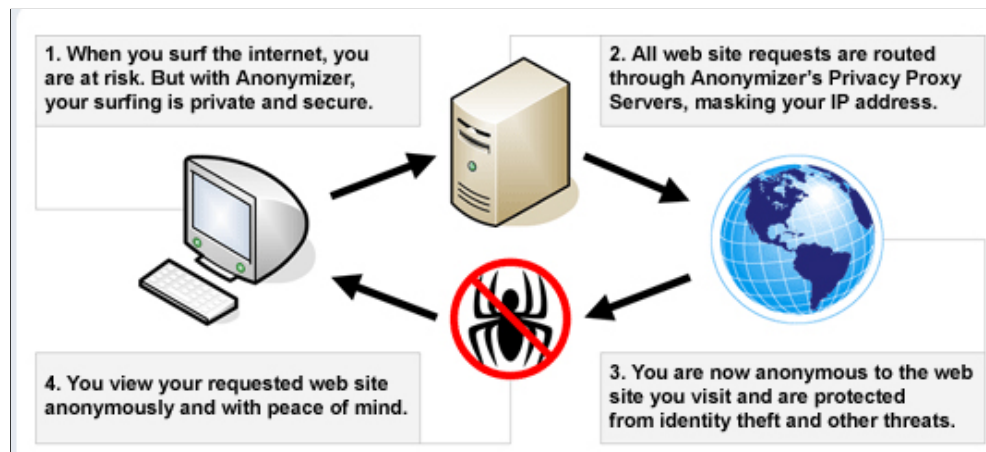 1. When you surf the internet, you
are at risk. But with Anonymizer,
your surfing is private and secure.
2. All web site requests are routed
through Anonymizer's Privacy Proxy
Servers, masking your IP address.
3. You are now anonymous to the web
site you visit and are protected
from identity theft and other threats.
4. You view your requested web site
anonymously and with peace of mind.